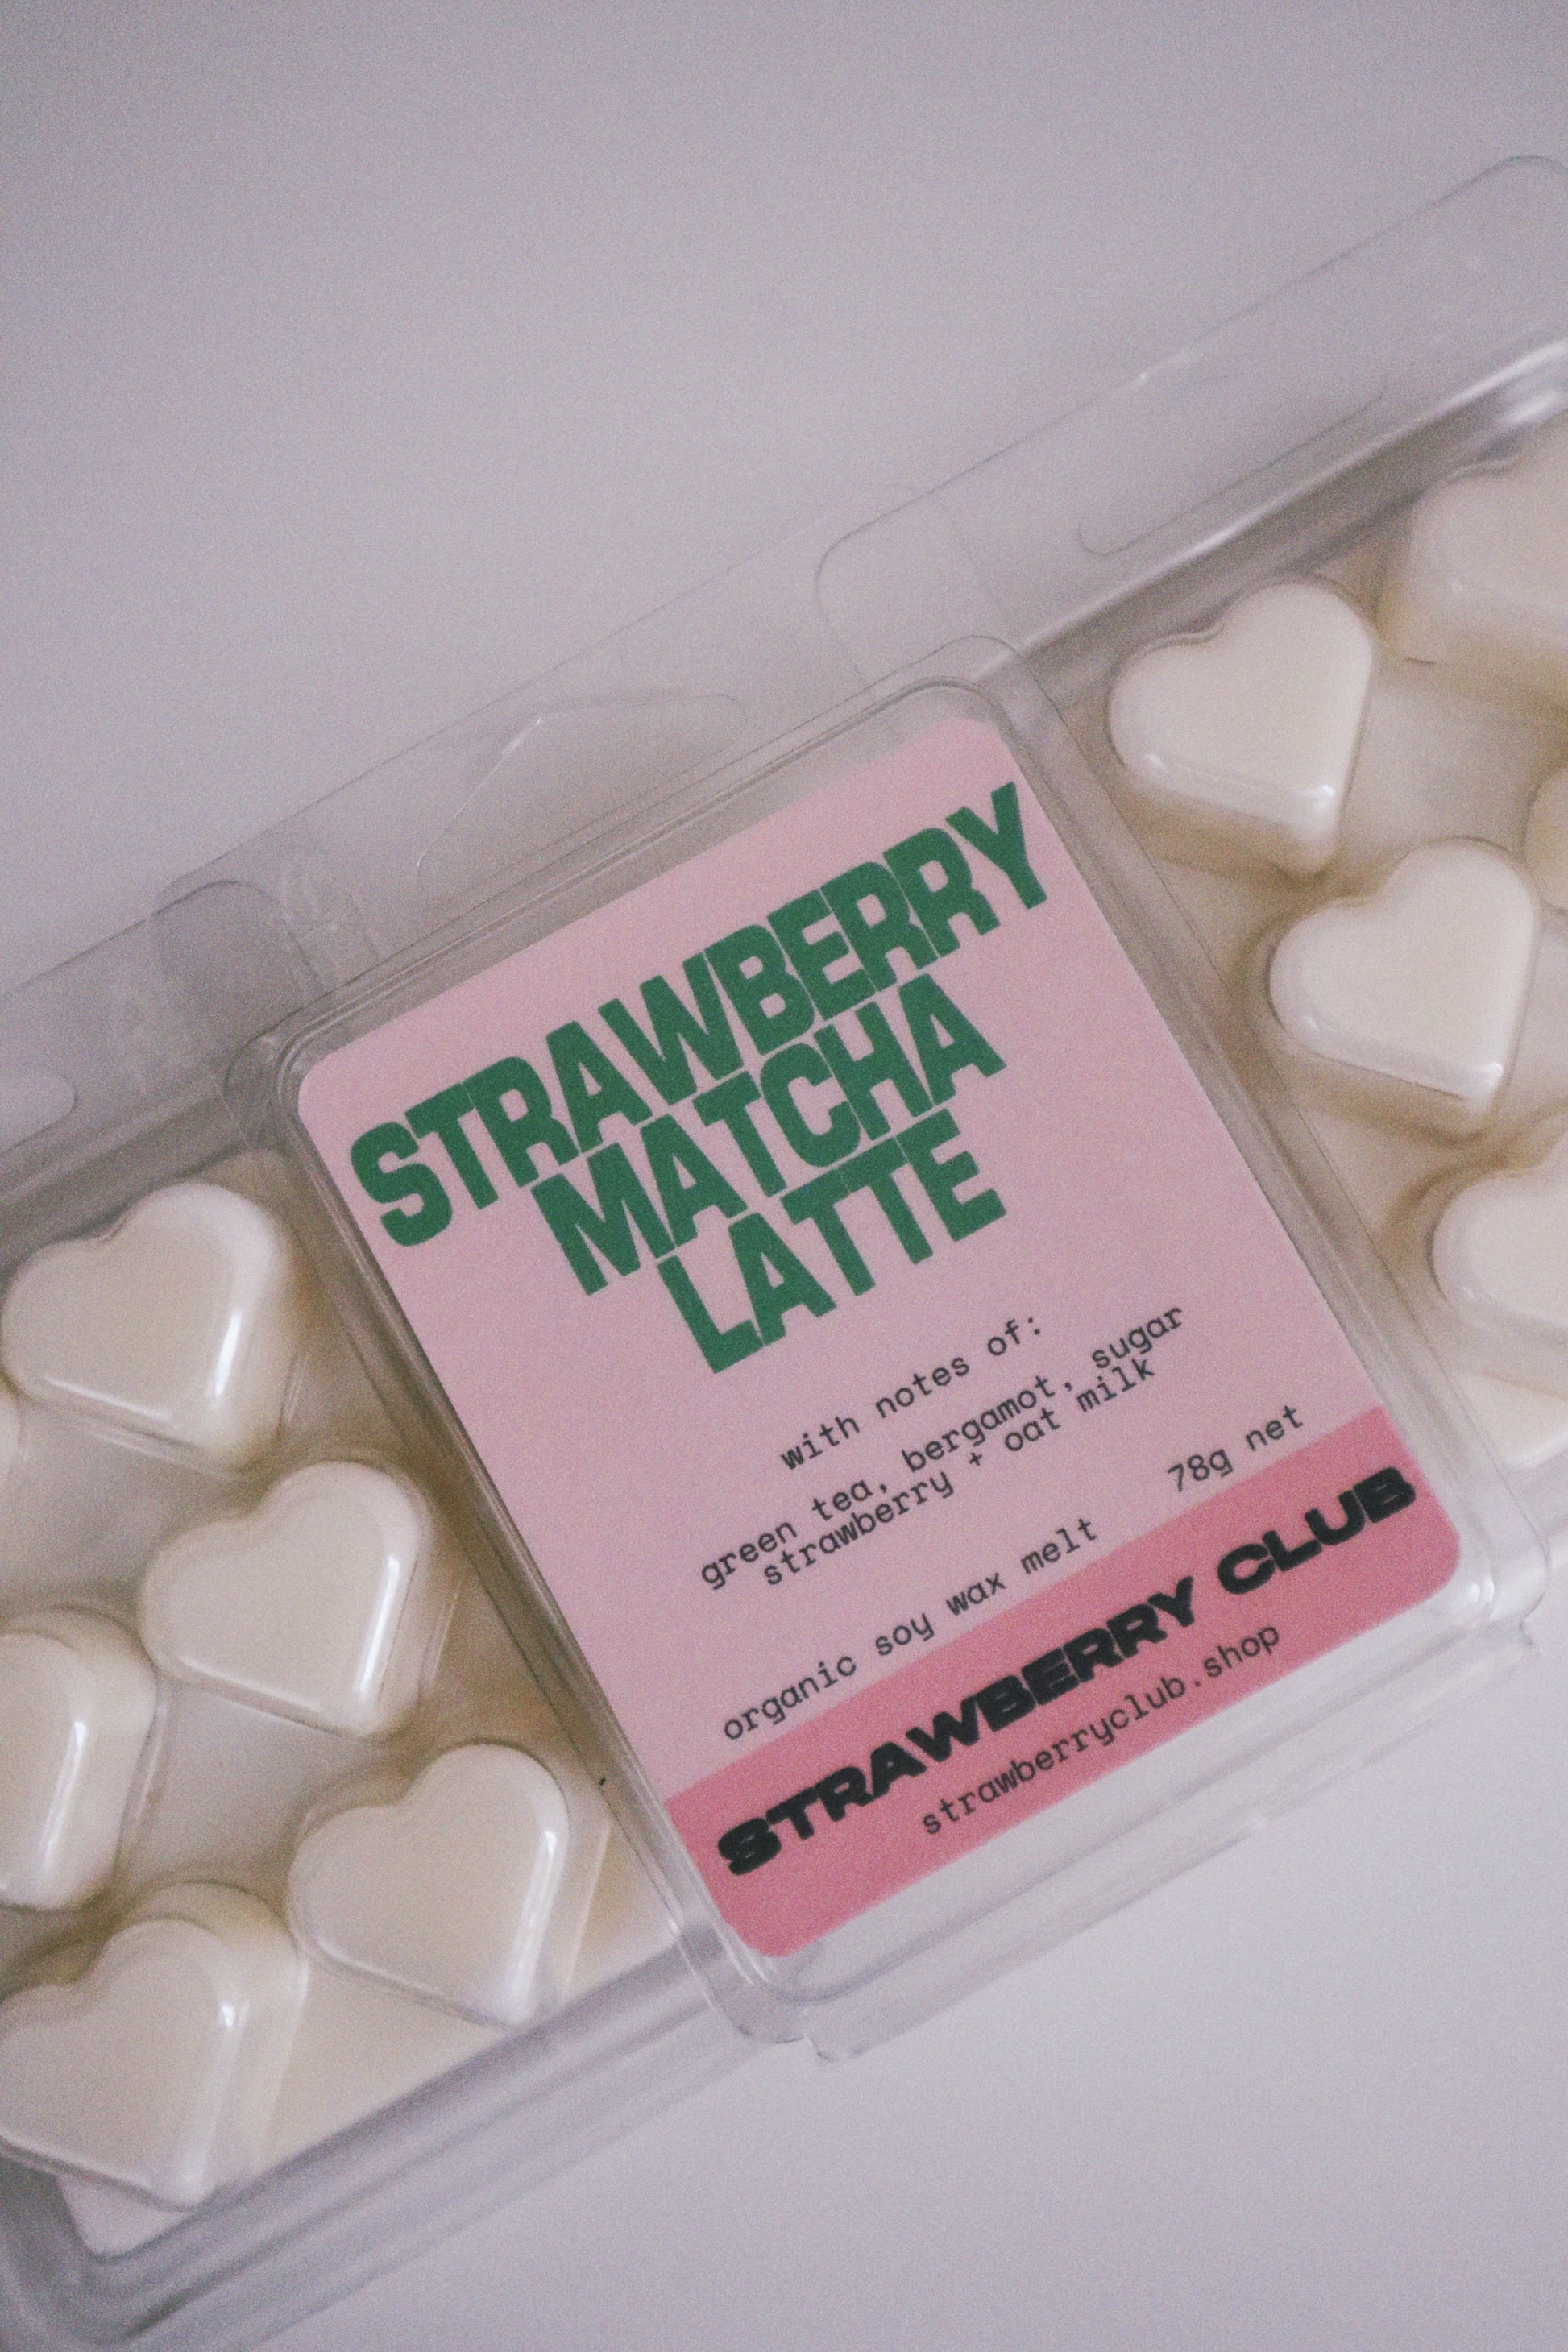 STRAWBERRY
MATCHA
LATTE
with notes of:
green tea, bergamot, sugar
strawberry + oat milk
organic soy wax melt 78g net
STRAWBERRY CLUB
strawberryclub.shop